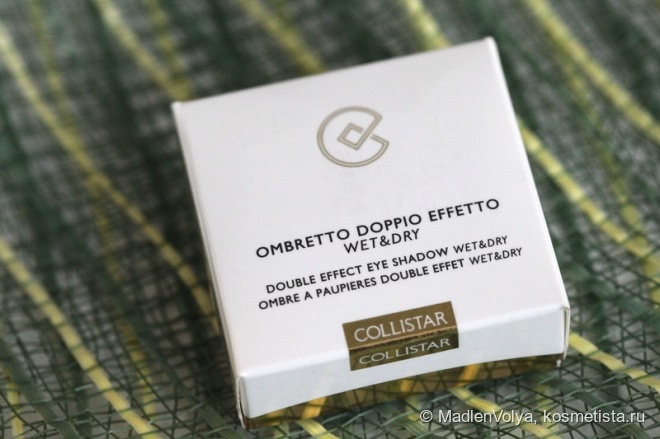 OMBRETTO DOPPIO EFFETTO
WET&DRY
DOUBLE EFFECT EYE SHADOW WET&DRY
OMBRE A PAUPIERES DOUBLE EFFET WET&DRY
COLLISTAR
COLLISTAR
© MadlenVolya, kosmetista.ru